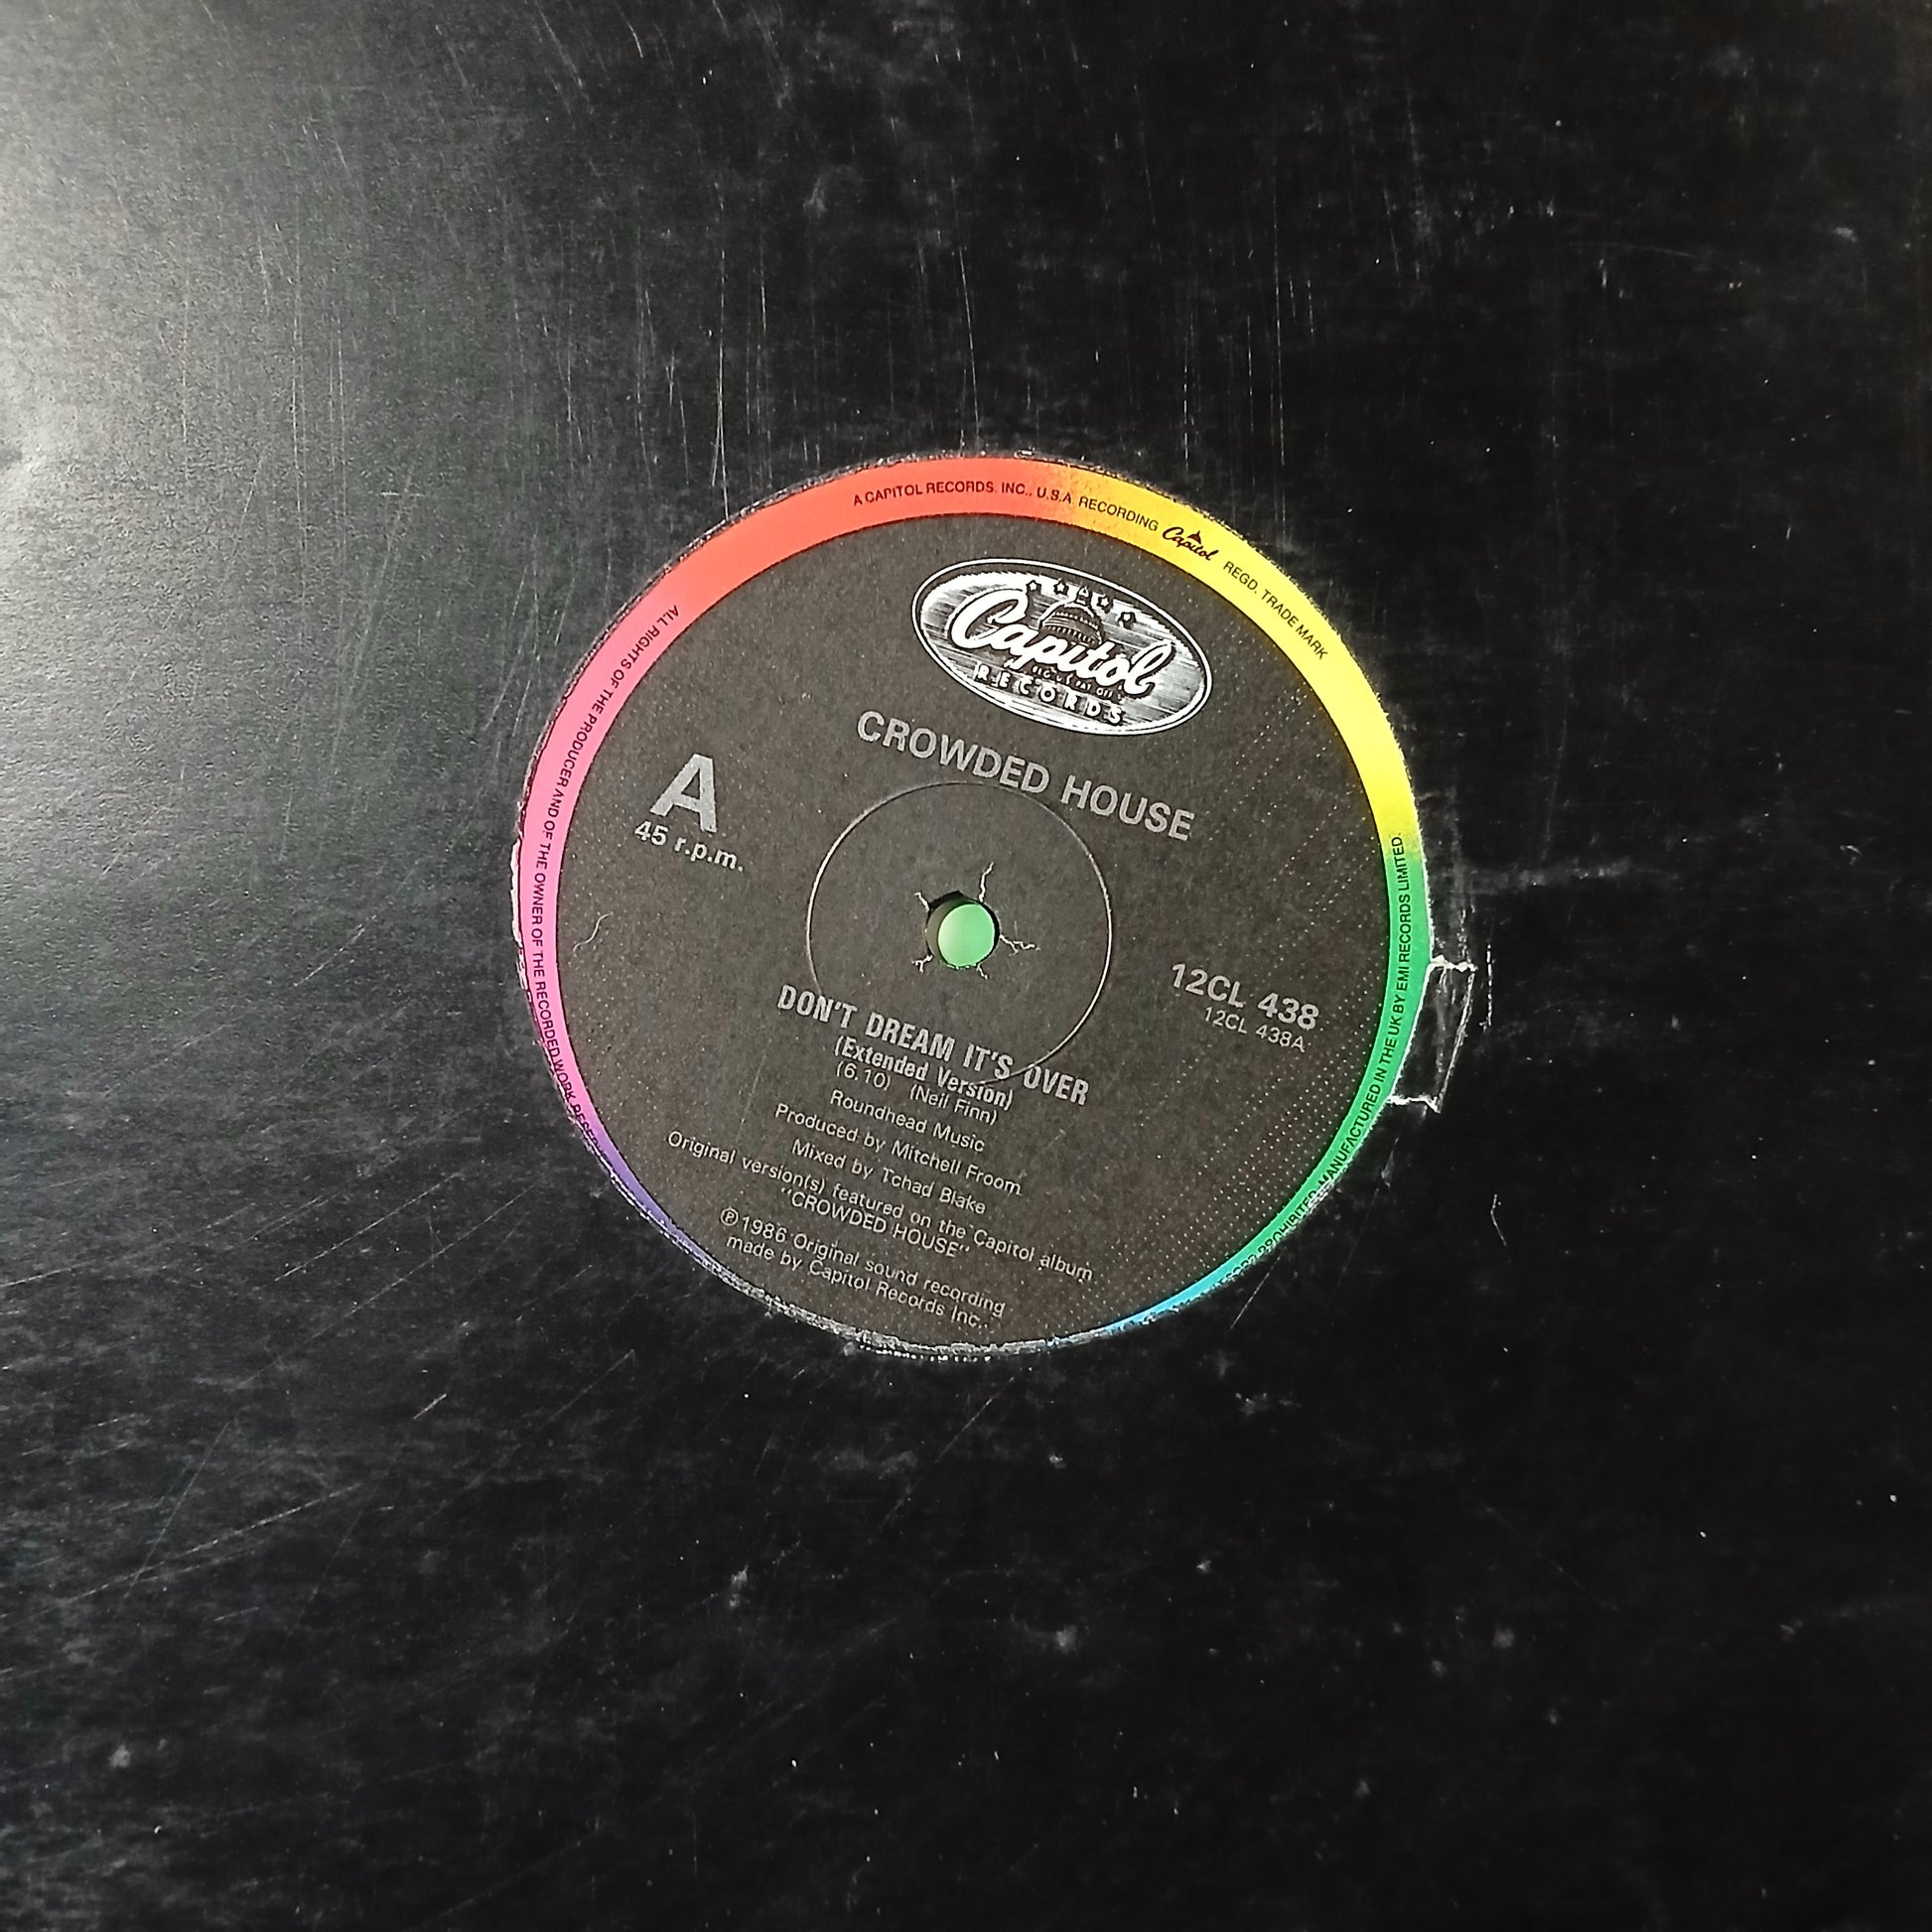 A CAPITOL RECORDS. INC., U.S.A. RECORDING Capitol REGD. TRADE MARK
Capitol
RECORDS
CROWDED HOUSE
A
45 r.p.m.
12CL 438
12CL 438A
DON'T DREAM IT'S OVER
(Extended Version)
(6.10) (Neil Finn)
Roundhead Music
Produced by Mitchell Froom
Mixed by Tchad Blake
Original version(s) featured on the Capitol album
"CROWDED HOUSE"
℗1986 Original sound recording
made by Capitol Records Inc.,
MANUFACTURED IN THE UK BY EMI RECORDS LIMITED.
ALL RIGHTS OF THE PRODUCER AND OF THE OWNER OF THE RECORDED WORK